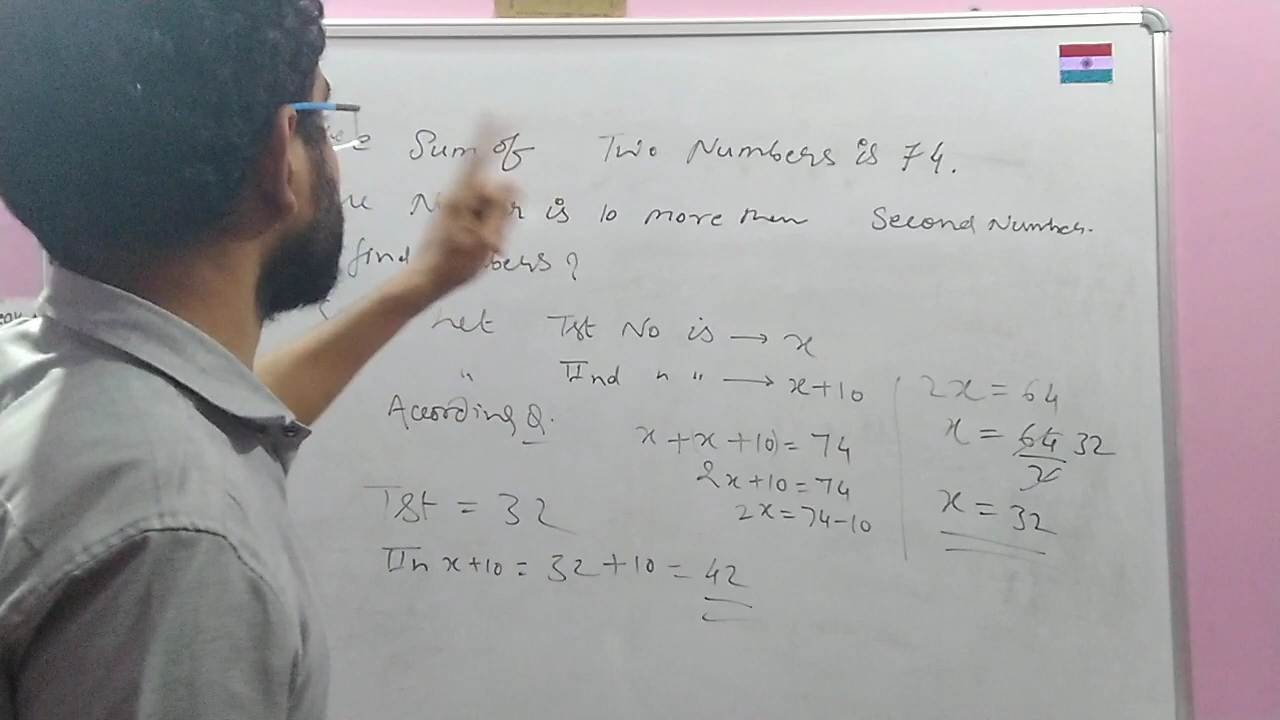 Sum of Two Numbers is 74.
is 10 more then Second Number.
find
Let Ist No is → x
" IInd " " → x+10
Acording Q.
x + x + 10 = 74
2x+10 = 74
2x = 74-10
2x = 64
x = 64 32
2
x = 32
Ist = 32
IIn x+10 = 32+10 = 42